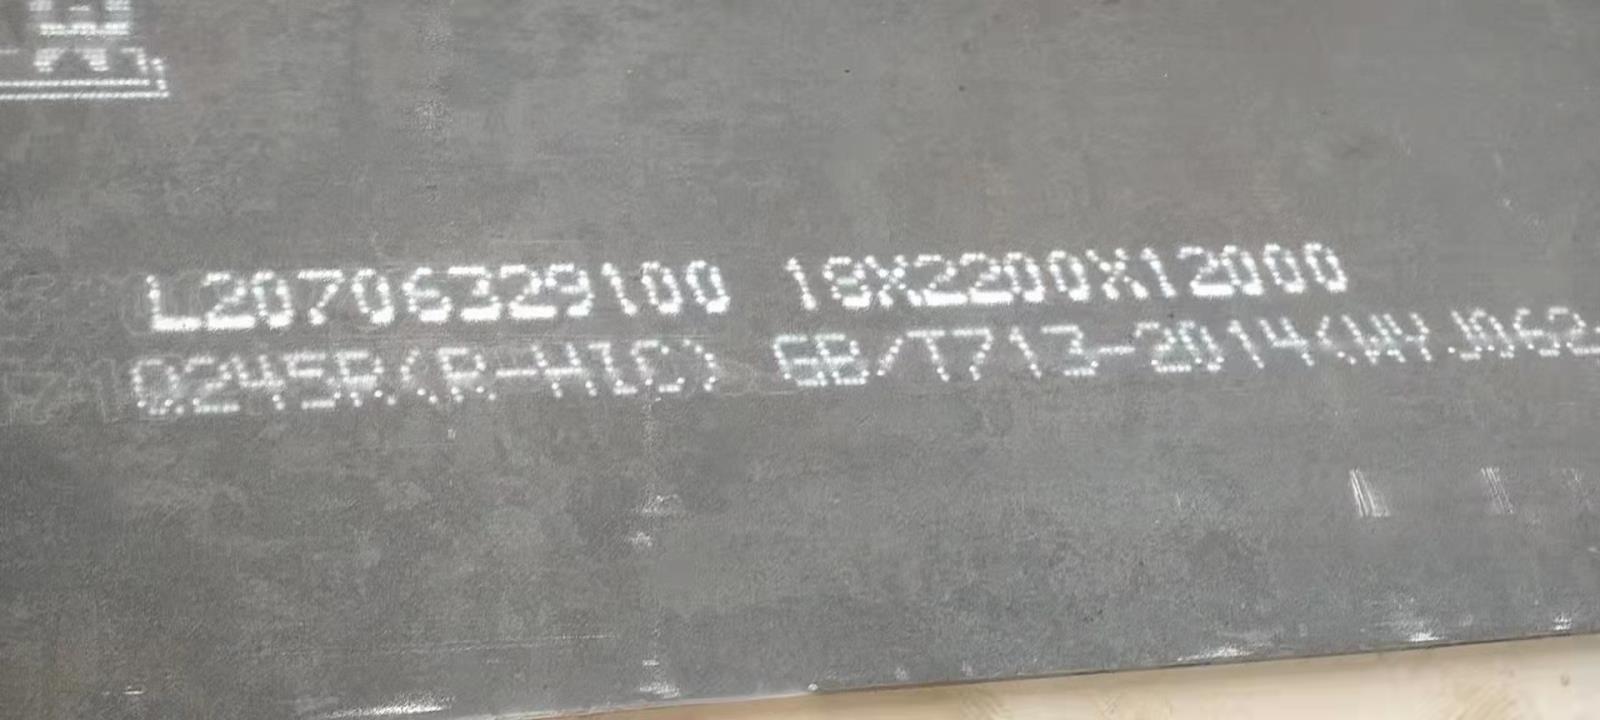 L20706329100 18X2200X12000
Q245R(R-HIC) GB/T713-2014(WYJ062-